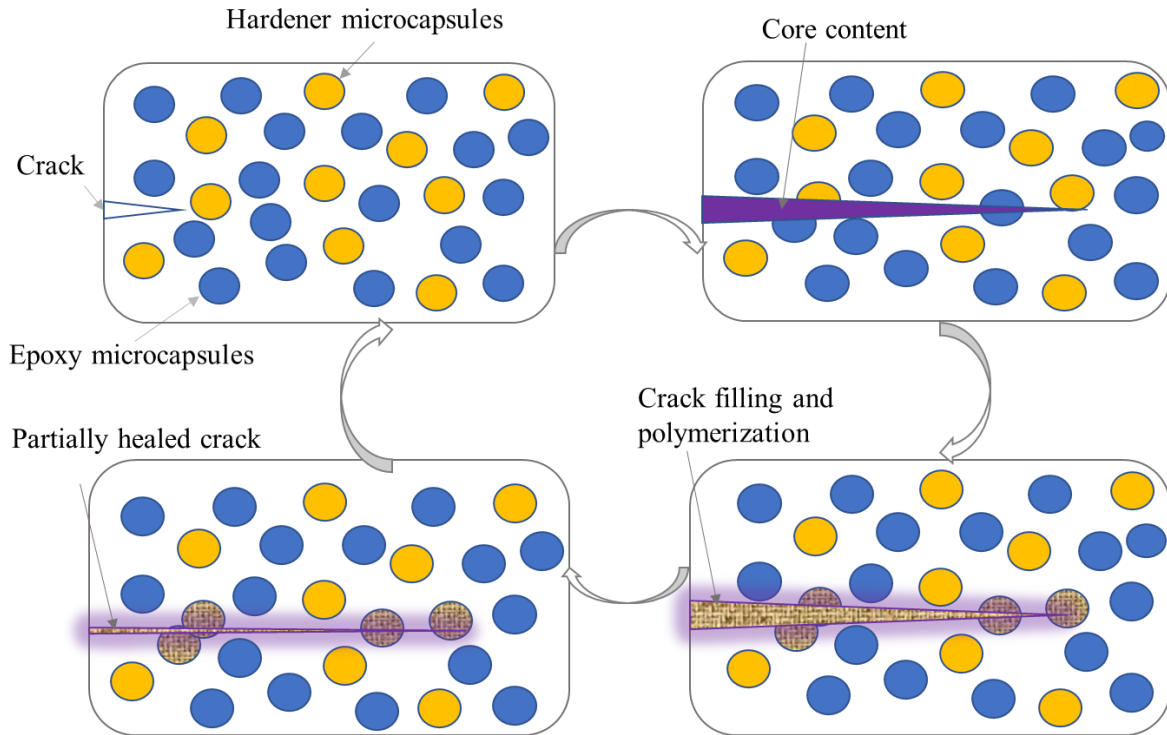 Hardener microcapsules
Core content
Crack
Epoxy microcapsules
Crack filling and
polymerization
Partially healed crack